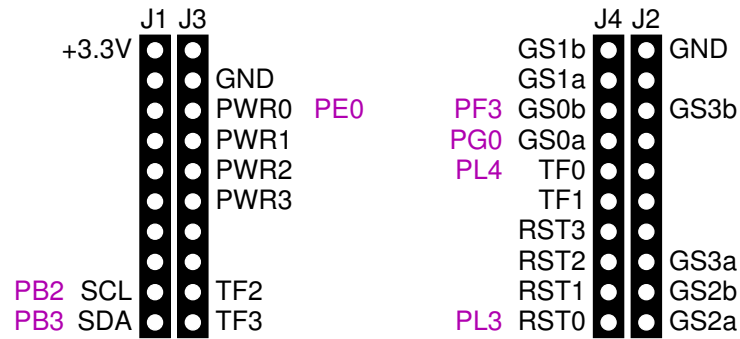 J1 J3 J4 J2
+3.3V GS1b GND
GND GS1a
PWR0 PE0 PF3 GS0b GS3b
PWR1 PG0 GS0a
PWR2 PL4 TF0
PWR3 TF1
RST3
RST2 GS3a
PB2 SCL TF2 RST1 GS2b
PB3 SDA TF3 PL3 RST0 GS2a